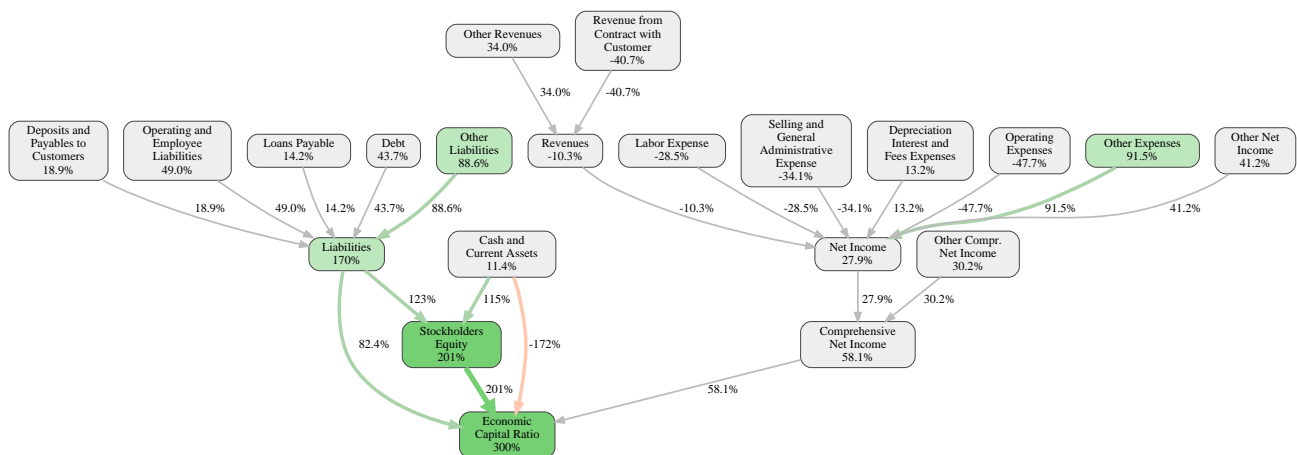 Other Revenues
34.0%
Revenue from
Contract with
Customer
-40.7%
34.0%
-40.7%
Deposits and
Payables to
Customers
18.9%
Operating and
Employee
Liabilities
49.0%
Loans Payable
14.2%
Debt
43.7%
Other
Liabilities
88.6%
Revenues
-10.3%
Labor Expense
-28.5%
Selling and
General
Administrative
Expense
-34.1%
Depreciation
Interest and
Fees Expenses
13.2%
Operating
Expenses
-47.7%
Other Expenses
91.5%
Other Net
Income
41.2%
18.9%
49.0%
14.2%
43.7%
88.6%
-10.3%
-28.5%
-34.1%
13.2%
-47.7%
91.5%
41.2%
Liabilities
170%
Cash and
Current Assets
11.4%
Net Income
27.9%
Other Compr.
Net Income
30.2%
123%
115%
27.9%
30.2%
Stockholders
Equity
201%
Comprehensive
Net Income
58.1%
82.4%
-172%
201%
58.1%
Economic
Capital Ratio
300%